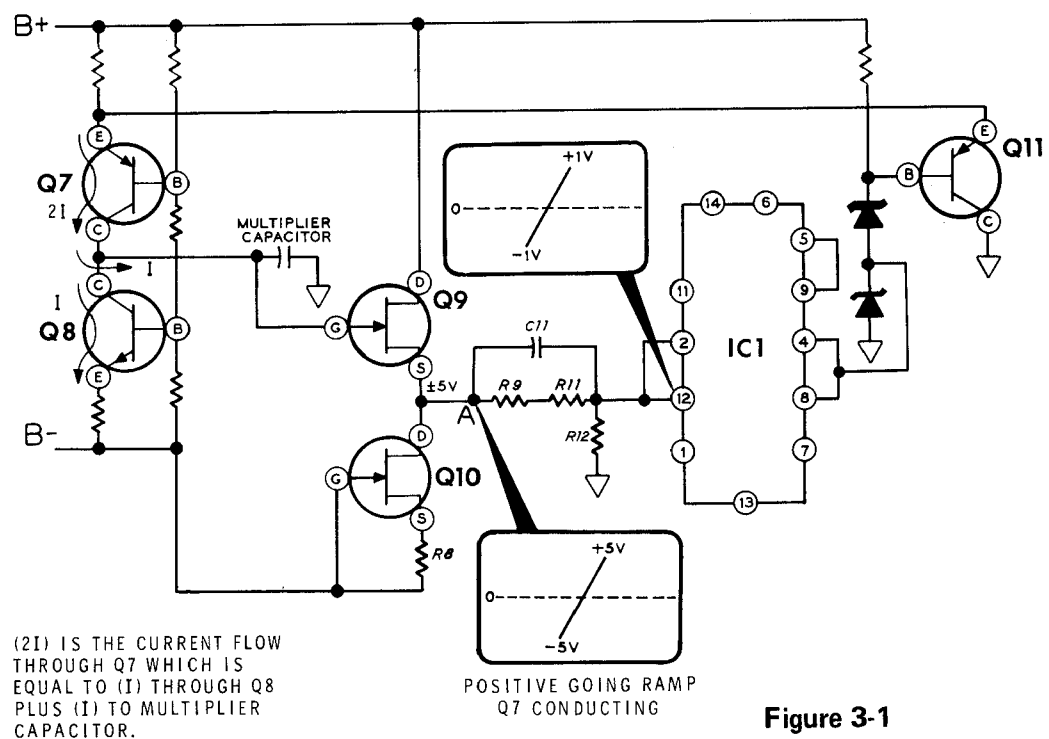 B+
E
E
Q11
+1V
B
Q7
B
0
14
6
2I
C
5
C
MULTIPLIER
CAPACITOR
−1V
I
C
D
Q9
11
9
I
Q8
B
G
C11
2
IC1
4
E
S
±5V
R9
R11
12
8
A
B-
D
R12
1
7
G
Q10
13
S
R8
+5V
0
−5V
(2I) IS THE CURRENT FLOW
THROUGH Q7 WHICH IS
EQUAL TO (I) THROUGH Q8
PLUS (I) TO MULTIPLIER
CAPACITOR.
POSITIVE GOING RAMP
Q7 CONDUCTING
Figure 3-1